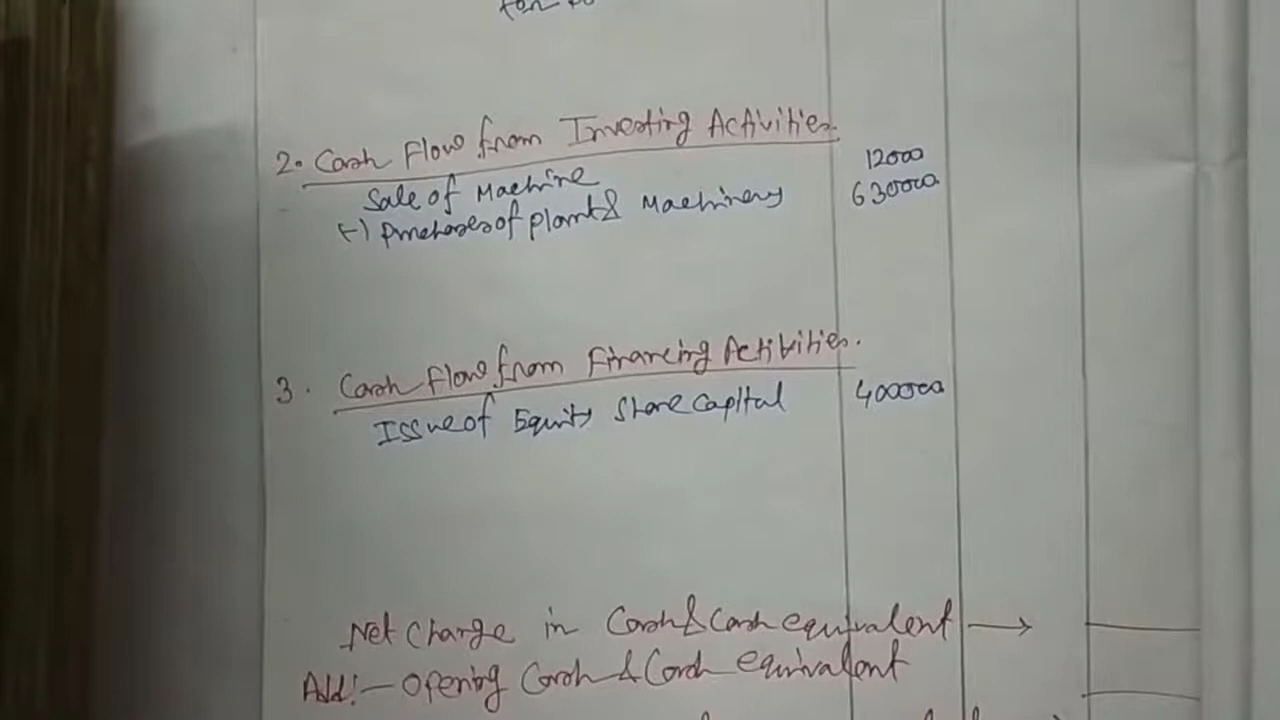 2. Cash Flow from Investing Activities.
Sale of Machine 12000
(-) Purchases of plant & Machinery 630000
3. Cash Flow from Financing Activities.
Issue of Equity Share Capital 400000
Net Change in Cash & Cash equivalent →
Add:- Opening Cash & Cash equivalent